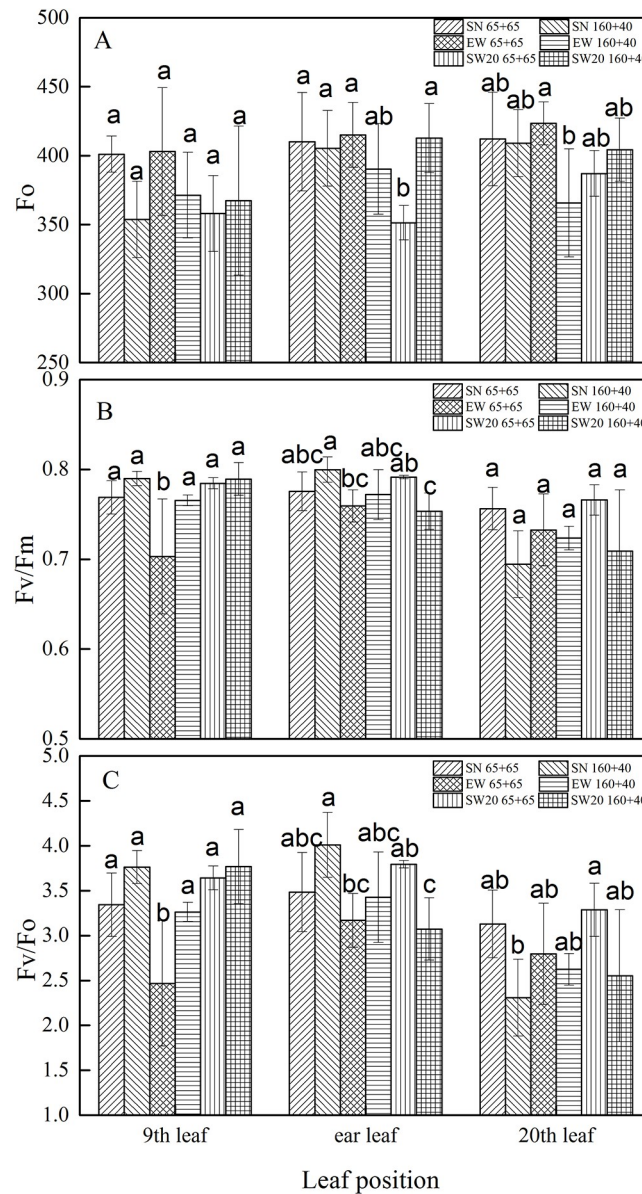 A
SN 65+65 SN 160+40
EW 65+65 EW 160+40
SW20 65+65 SW20 160+40
500
450
400
350
300
250
Fo
a a a a a a
a a a ab b a
ab ab a b ab ab
B
SN 65+65 SN 160+40
EW 65+65 EW 160+40
SW20 65+65 SW20 160+40
0.9
0.8
0.7
0.6
0.5
Fv/Fm
a a b a a a
abc a bc abc ab c
a a a a a a
C
SN 65+65 SN 160+40
EW 65+65 EW 160+40
SW20 65+65 SW20 160+40
5.0
4.5
4.0
3.5
3.0
2.5
2.0
1.5
1.0
Fv/Fo
a a b a a a
abc a bc abc ab c
ab b ab ab a ab
9th leaf ear leaf 20th leaf
Leaf position